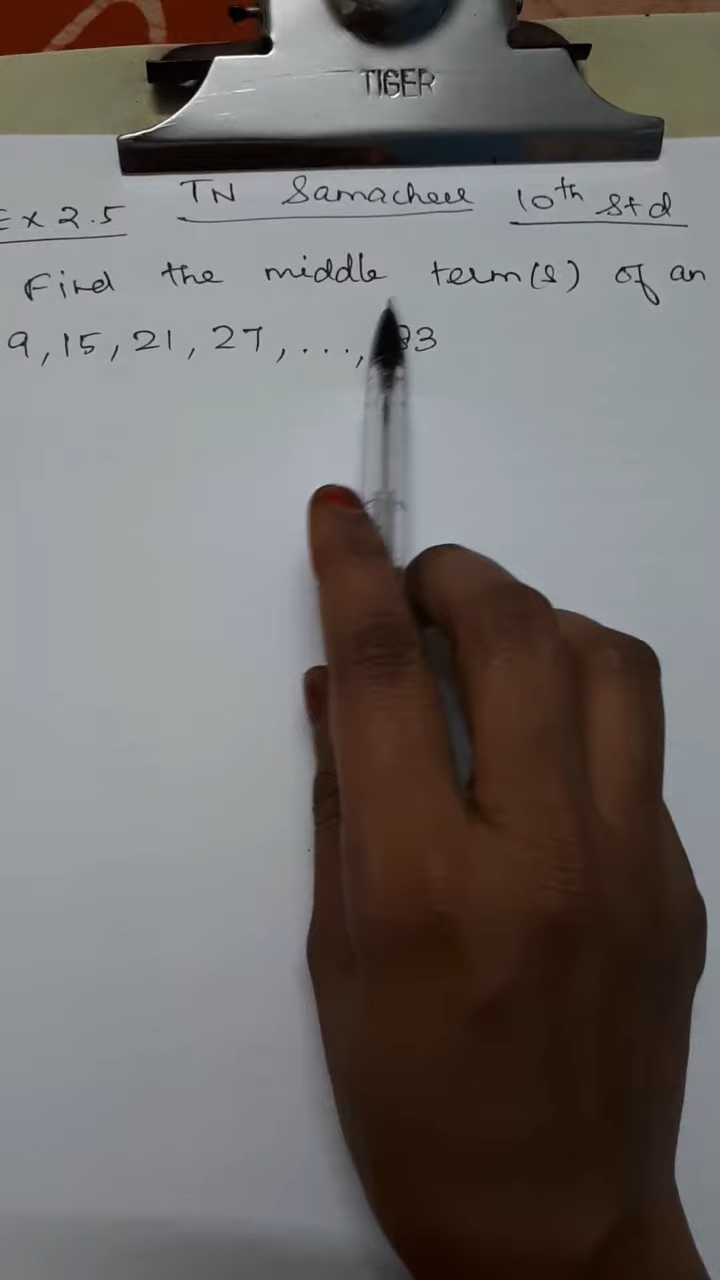 TIGER
Ex 2.5 TN Samacheer 10th Std
Find the middle term(s) of an
9, 15, 21, 27, ...,